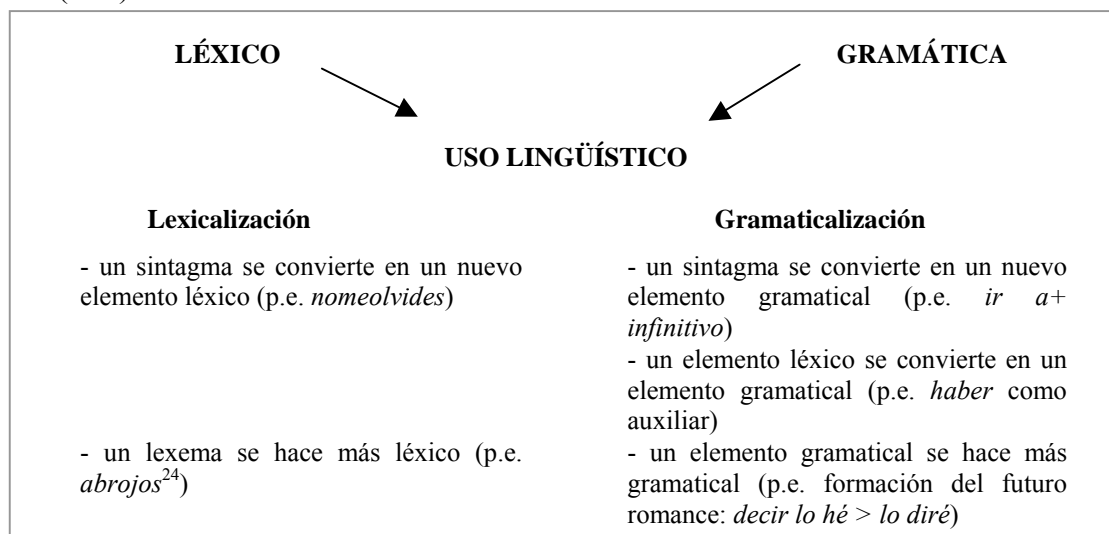 LÉXICO GRAMÁTICA
USO LINGÜÍSTICO
Lexicalización
- un sintagma se convierte en un nuevo
elemento léxico (p.e. nomeolvides)
- un lexema se hace más léxico (p.e.
abrojos24)
Gramaticalización
- un sintagma se convierte en un nuevo
elemento gramatical (p.e. ir a+
infinitivo)
- un elemento léxico se convierte en un
elemento gramatical (p.e. haber como
auxiliar)
- un elemento gramatical se hace más
gramatical (p.e. formación del futuro
romance: decir lo hé > lo diré)